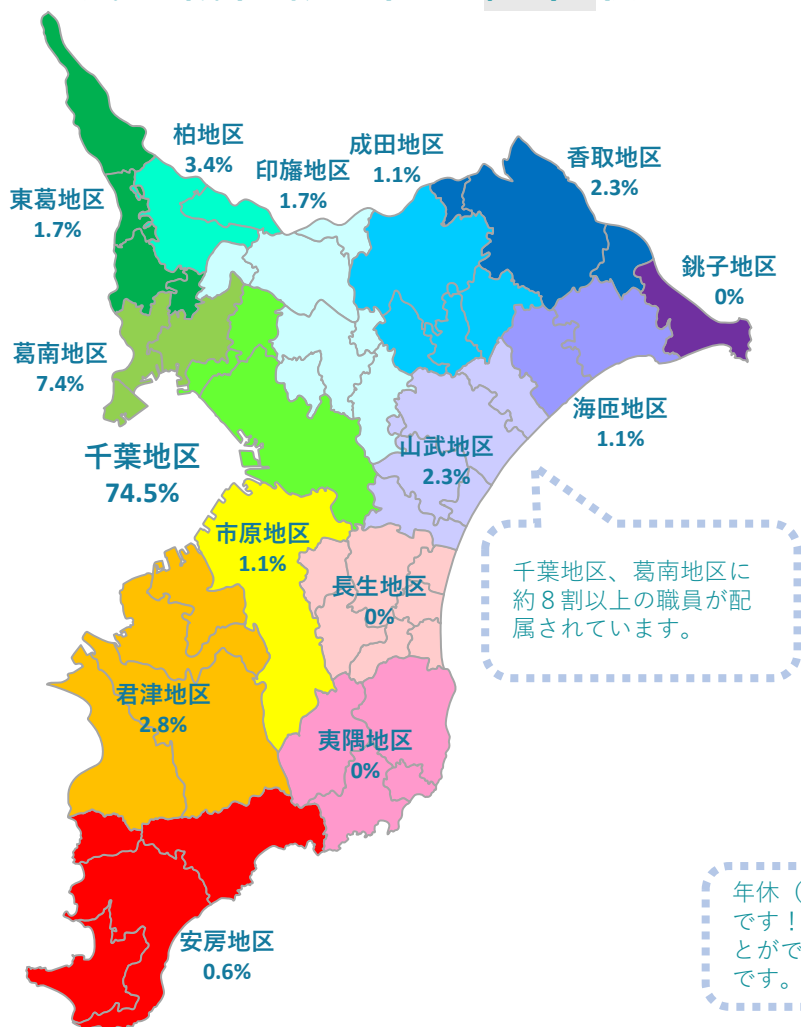 柏地区
3.4%
成田地区
1.1%
印旛地区
1.7%
香取地区
2.3%
東葛地区
1.7%
銚子地区
0%
葛南地区
7.4%
海匝地区
1.1%
千葉地区
74.5%
山武地区
2.3%
市原地区
1.1%
長生地区
0%
千葉地区、葛南地区に
約８割以上の職員が配
属されています。
君津地区
2.8%
夷隅地区
0%
年休（
です！
とがで
です。
安房地区
0.6%